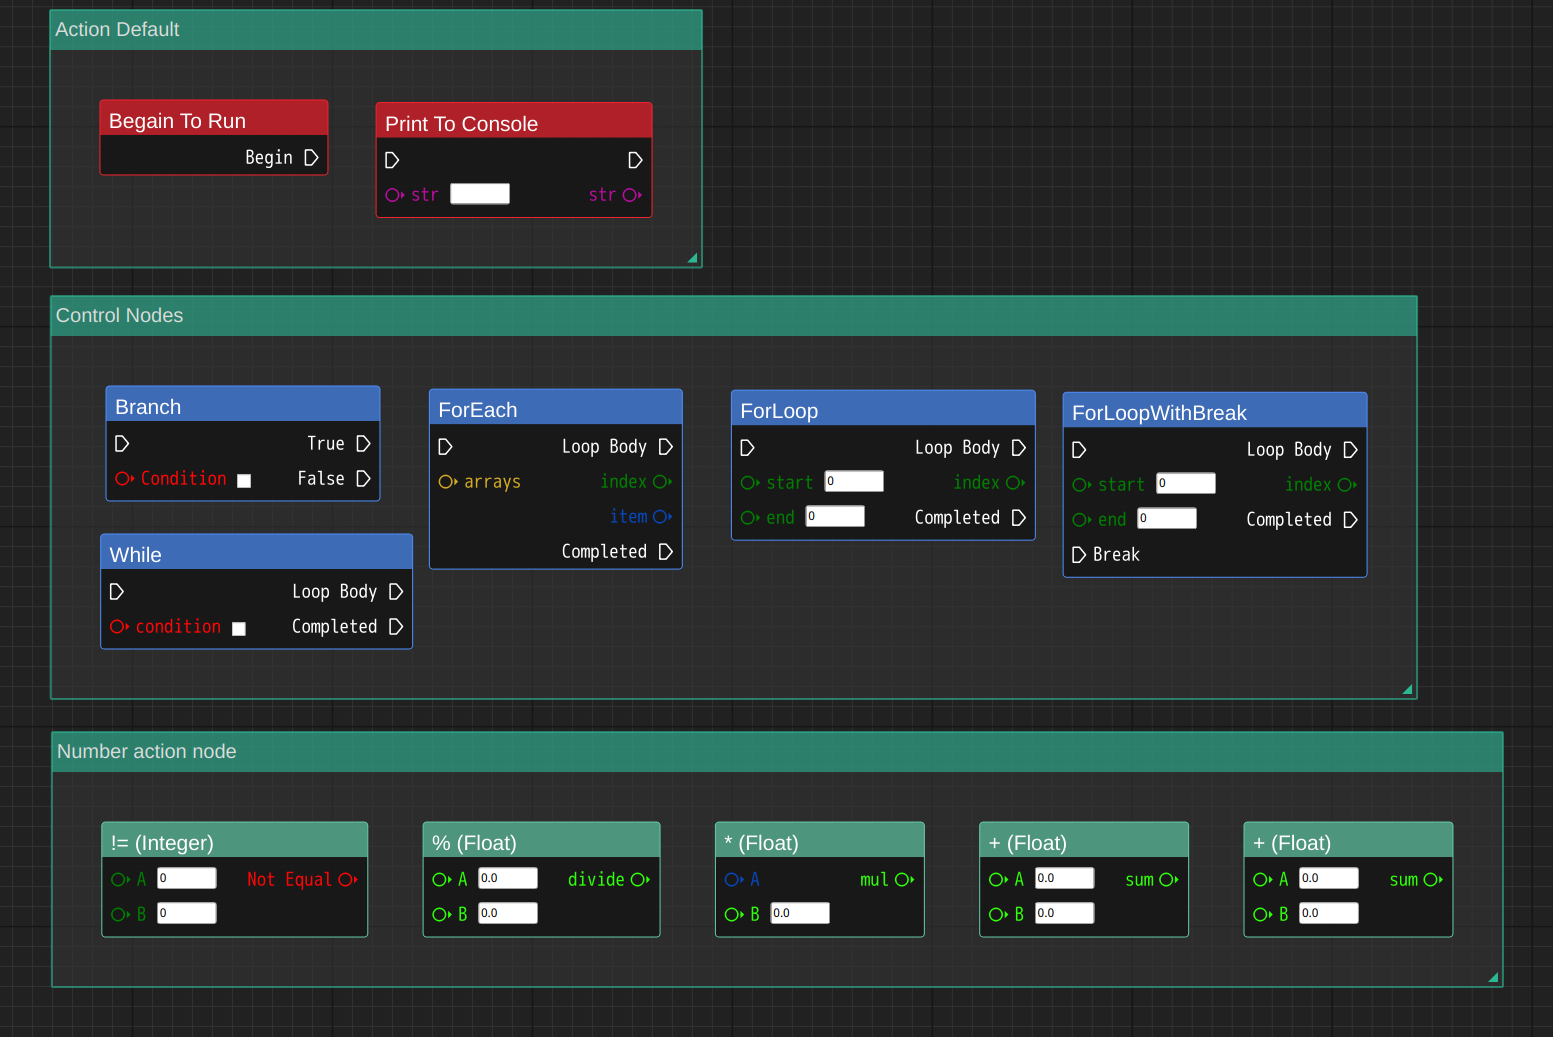 Action Default
Begain To Run
Begin
Print To Console
str str
Control Nodes
Branch
True
Condition False
While
Loop Body
condition Completed
ForEach
Loop Body
arrays index
item
Completed
ForLoop
Loop Body
start 0 index
end 0 Completed
ForLoopWithBreak
Loop Body
start 0 index
end 0 Completed
Break
Number action node
!= (Integer)
A 0 Not Equal
B 0
% (Float)
A 0.0 divide
B 0.0
* (Float)
A mul
B 0.0
+ (Float)
A 0.0 sum
B 0.0
+ (Float)
A 0.0 sum
B 0.0